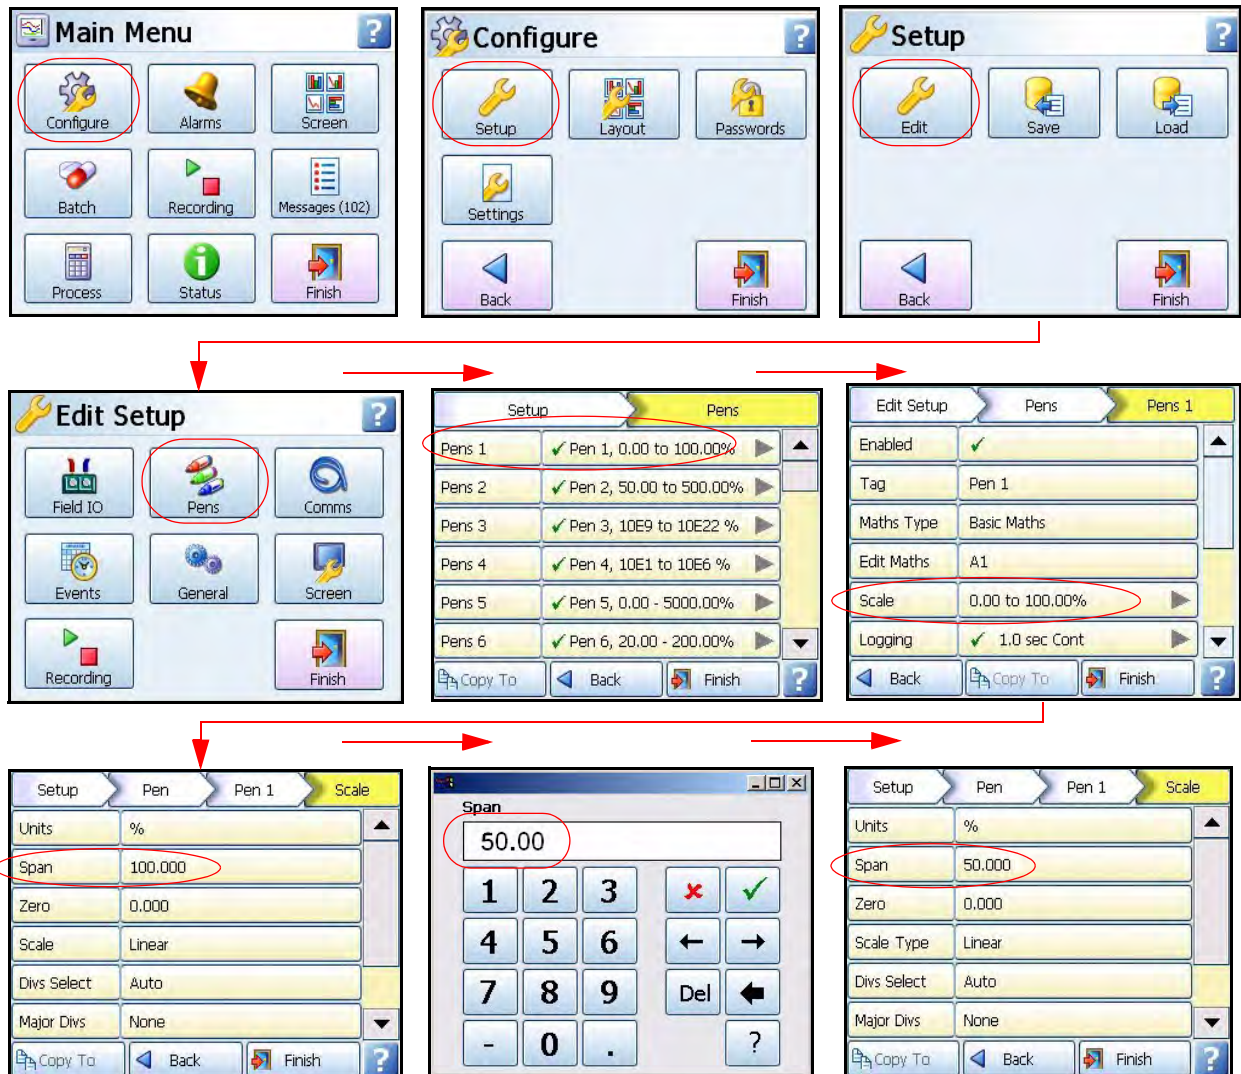 Main Menu
?
Configure
Alarms
Screen
Batch
Recording
Messages (102)
Process
Status
Finish
Configure
?
Setup
Layout
Passwords
Settings
Back
Finish
Setup
?
Edit
Save
Load
Back
Finish
Edit Setup
?
Field IO
Pens
Comms
Events
General
Screen
Recording
Finish
Setup Pens
Pens 1 ✓ Pen 1, 0.00 to 100.00%
Pens 2 ✓ Pen 2, 50.00 to 500.00%
Pens 3 ✓ Pen 3, 10E9 to 10E22 %
Pens 4 ✓ Pen 4, 10E1 to 10E6 %
Pens 5 ✓ Pen 5, 0.00 - 5000.00%
Pens 6 ✓ Pen 6, 20.00 - 200.00%
Copy To Back Finish ?
Edit Setup Pens Pens 1
Enabled ✓
Tag Pen 1
Maths Type Basic Maths
Edit Maths A1
Scale 0.00 to 100.00%
Logging ✓ 1.0 sec Cont
Back Copy To Finish ?
Setup Pen Pen 1 Scale
Units %
Span 100.000
Zero 0.000
Scale Linear
Divs Select Auto
Major Divs None
Copy To Back Finish ?
Span
50.00
1 2 3 ✗ ✓
4 5 6 ← →
7 8 9 Del ⬅
- 0 . ?
Setup Pen Pen 1 Scale
Units %
Span 50.000
Zero 0.000
Scale Type Linear
Divs Select Auto
Major Divs None
Copy To Back Finish ?